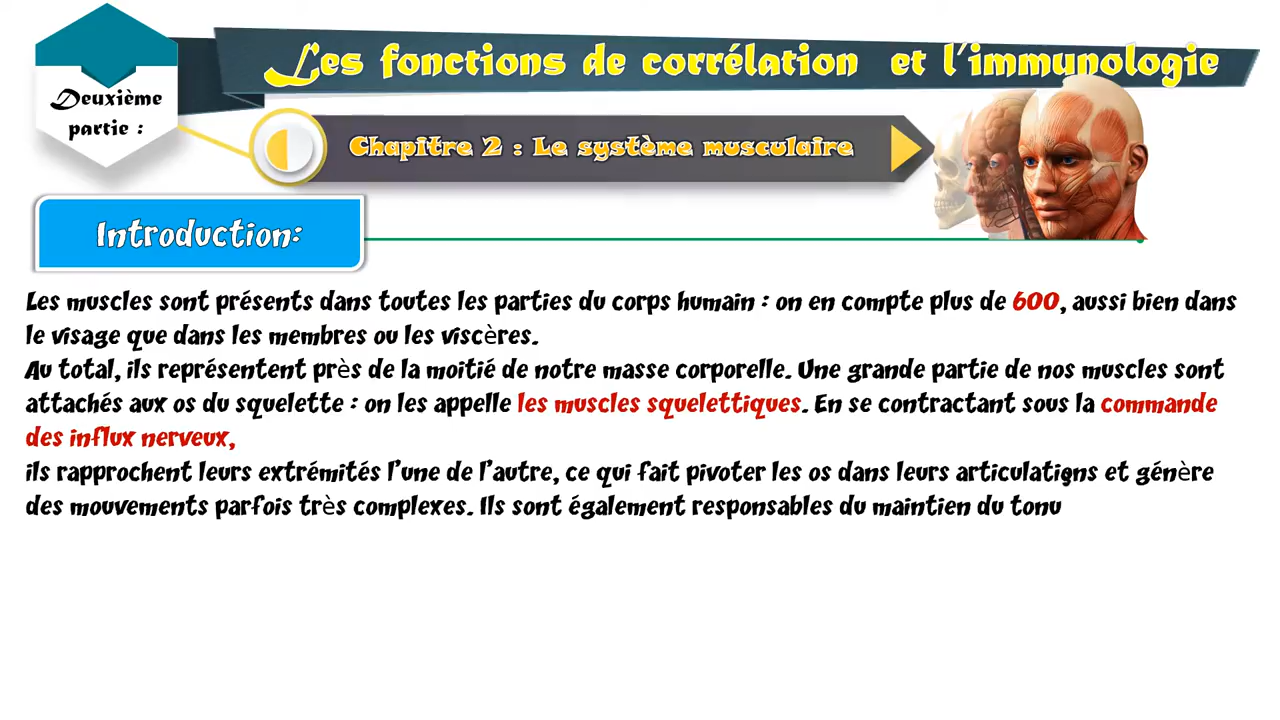 Les fonctions de corrélation et l'immunologie
Deuxième
partie :
Chapitre 2 : Le système musculaire
Introduction:
Les muscles sont présents dans toutes les parties du corps humain : on en compte plus de 600, aussi bien dans
le visage que dans les membres ou les viscères.
Au total, ils représentent près de la moitié de notre masse corporelle. Une grande partie de nos muscles sont
attachés aux os du squelette : on les appelle les muscles squelettiques. En se contractant sous la commande
des influx nerveux,
ils rapprochent leurs extrémités l'une de l'autre, ce qui fait pivoter les os dans leurs articulations et génère
des mouvements parfois très complexes. Ils sont également responsables du maintien du tonu